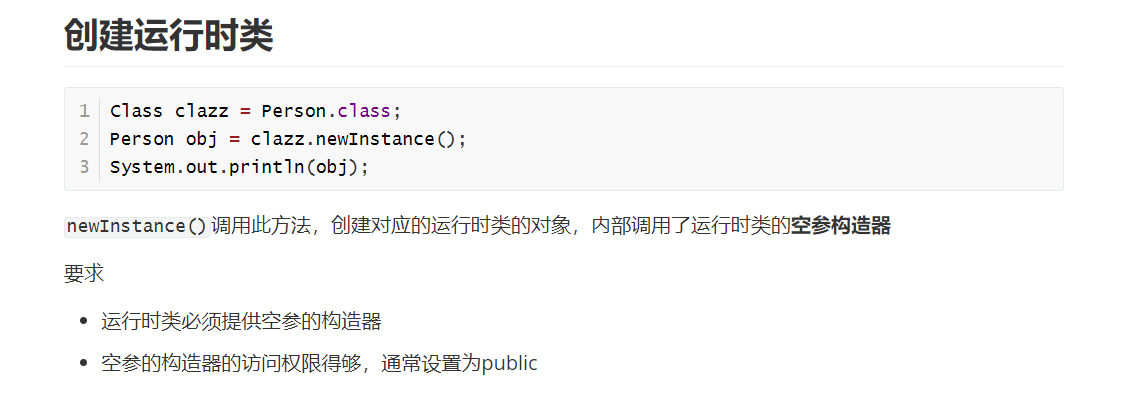 创建运行时类
1 Class clazz = Person.class;
2 Person obj = clazz.newInstance();
3 System.out.println(obj);
newInstance()调用此方法，创建对应的运行时类的对象，内部调用了运行时类的空参构造器
要求
• 运行时类必须提供空参的构造器
• 空参的构造器的访问权限得够，通常设置为public